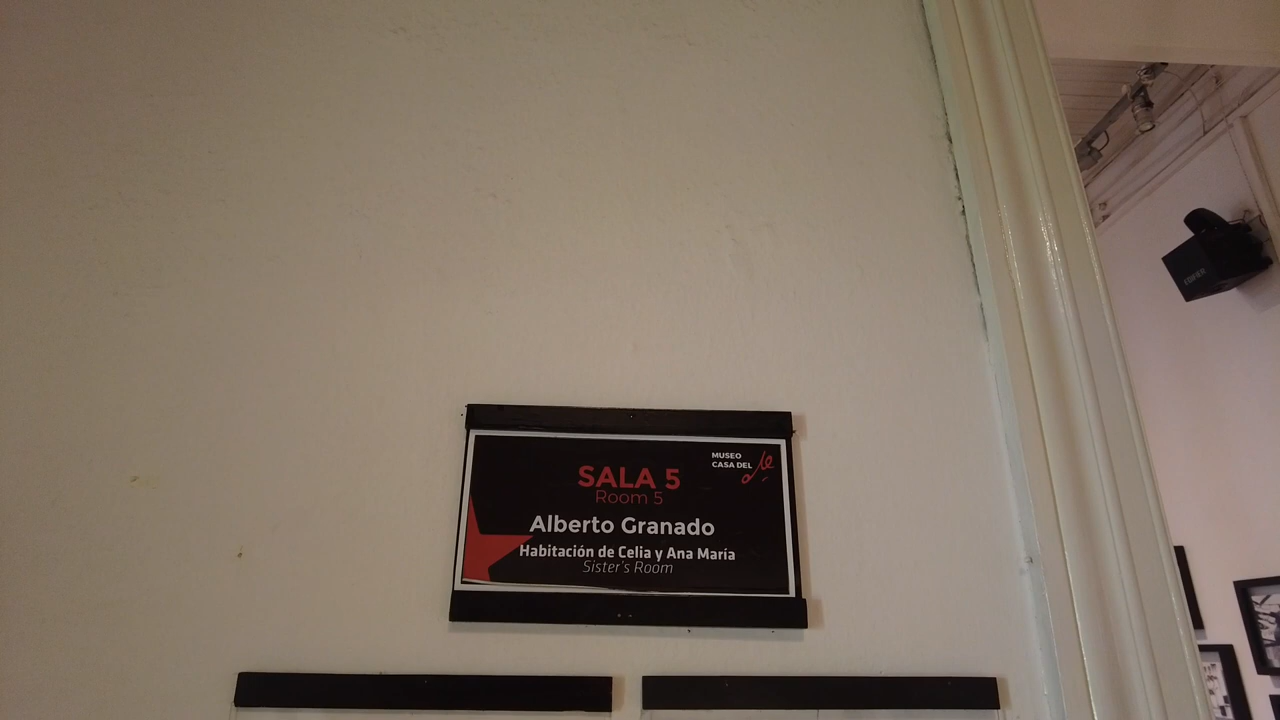 MUSEO
CASA DEL
SALA 5
Room 5
Alberto Granado
Habitación de Celia y Ana María
Sister's Room